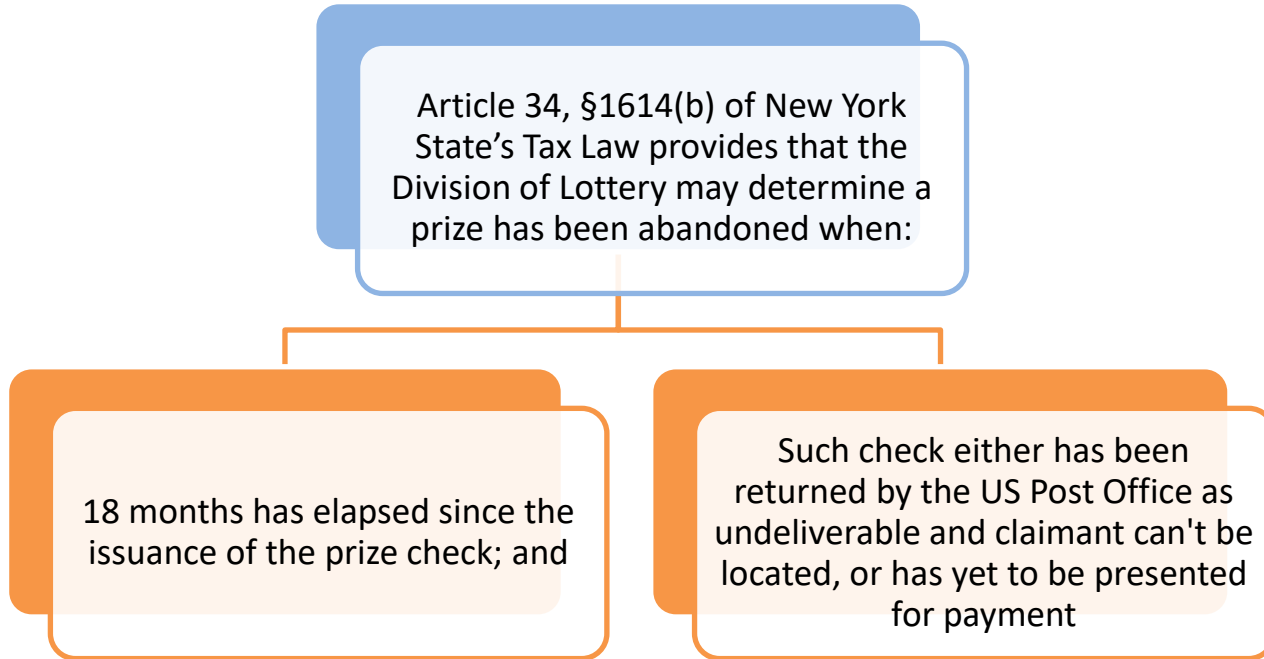 Article 34, §1614(b) of New York
State’s Tax Law provides that the
Division of Lottery may determine a
prize has been abandoned when:
18 months has elapsed since the
issuance of the prize check; and
Such check either has been
returned by the US Post Office as
undeliverable and claimant can't be
located, or has yet to be presented
for payment